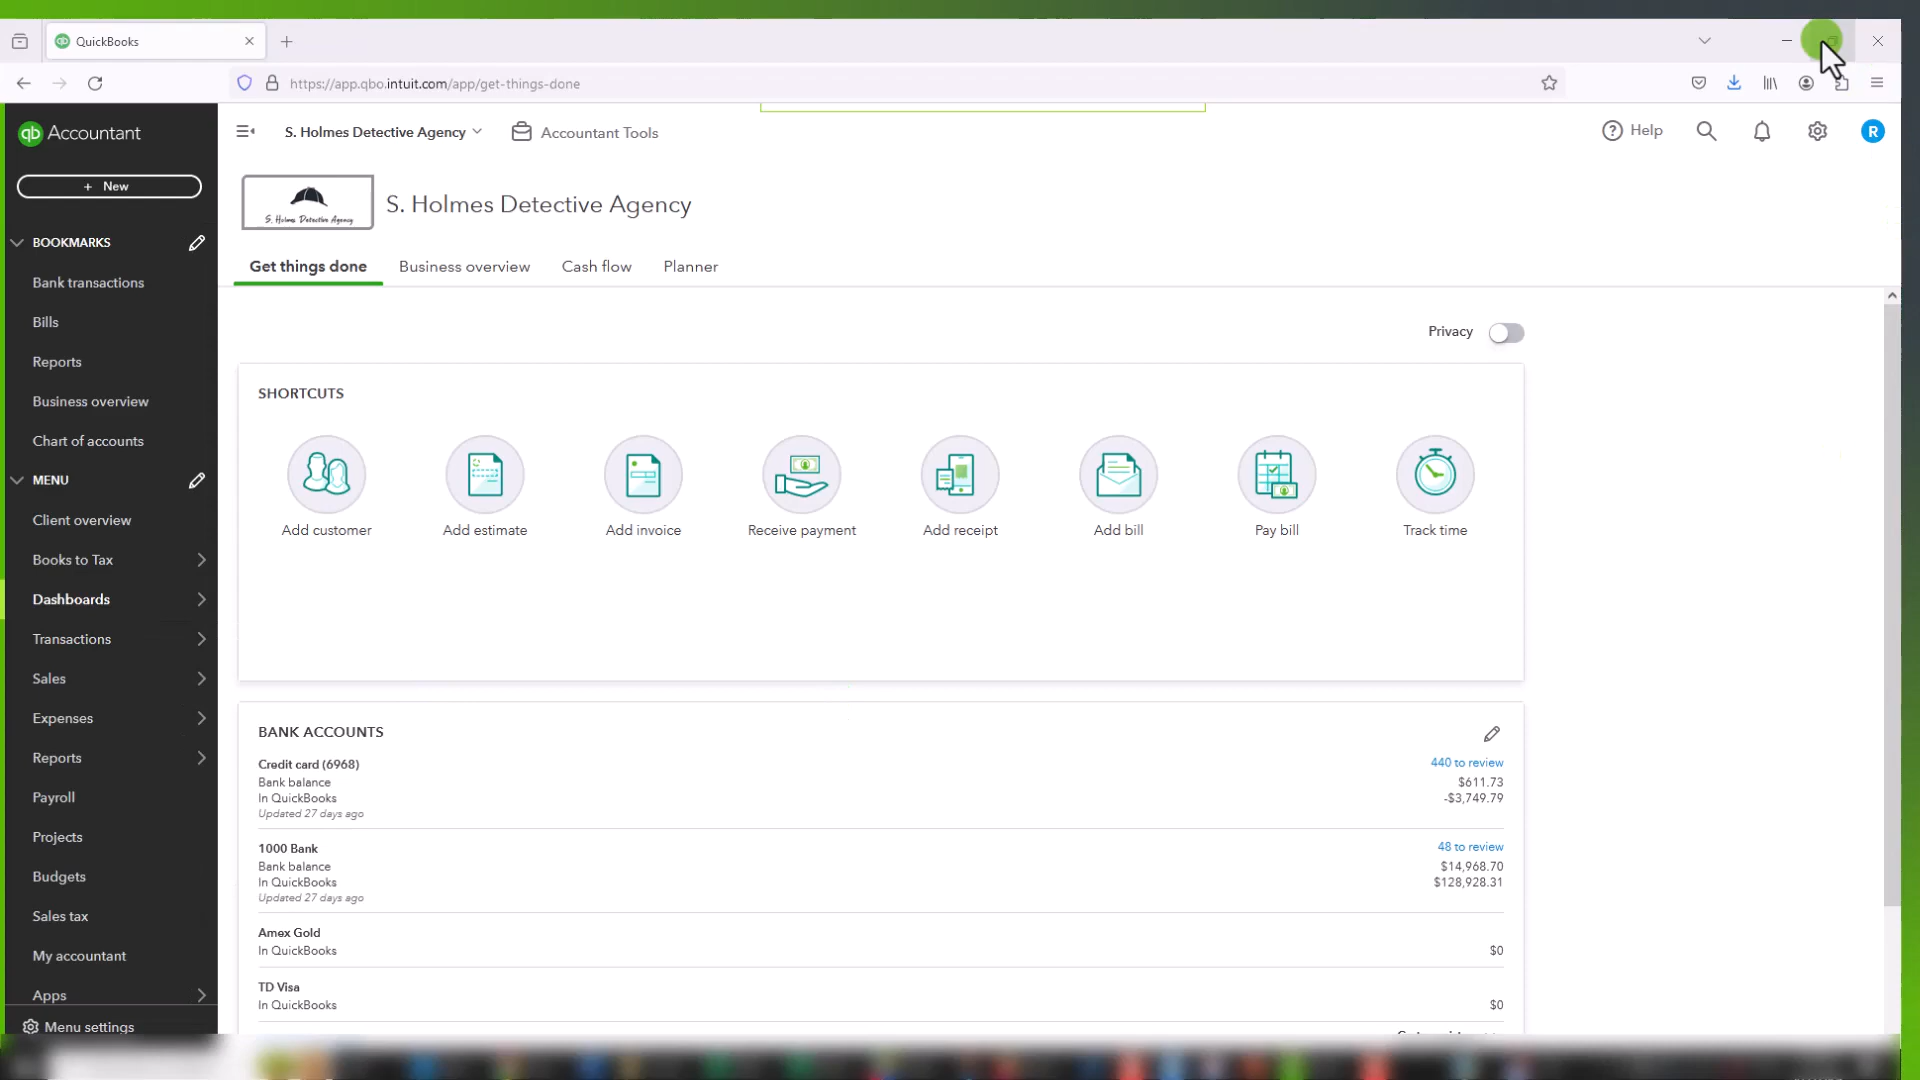 QuickBooks
https://app.qbo.intuit.com/app/get-things-done
qb Accountant
S. Holmes Detective Agency
Accountant Tools
Help
R
+ New
S. Holmes Detective Agency
S. Holmes Detective Agency
BOOKMARKS
Bank transactions
Bills
Reports
Business overview
Chart of accounts
MENU
Client overview
Books to Tax
Dashboards
Transactions
Sales
Expenses
Reports
Payroll
Projects
Budgets
Sales tax
My accountant
Apps
Menu settings
Get things done
Business overview
Cash flow
Planner
Privacy
SHORTCUTS
Add customer
Add estimate
Add invoice
Receive payment
Add receipt
Add bill
Pay bill
Track time
BANK ACCOUNTS
Credit card (6968)
440 to review
Bank balance $611.73
In QuickBooks -$3,749.79
Updated 27 days ago
1000 Bank
48 to review
Bank balance $14,968.70
In QuickBooks $128,928.31
Updated 27 days ago
Amex Gold
In QuickBooks $0
TD Visa
In QuickBooks $0